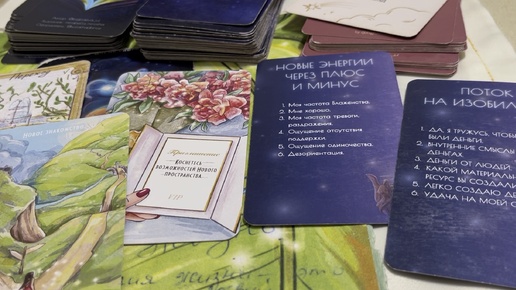 НОВЫЕ ЭНЕРГИИ
ЧЕРЕЗ ПЛЮС
И МИНУС
1. Моя частота блаженства.
2. Мне хорошо.
3. Моя частота тревоги,
раздражения.
4. Ощущение отсутствия
поддержки.
5. Ощущение одиночества.
6. Дезориентация.
ПОТОК
НА ИЗОБИЛ
1. ДА, Я ТРУЖУСЬ, ЧТОБЫ
БЫЛИ ДЕНЬГИ.
2. ВНУТРЕННИЕ СМЫСЛЫ
ДЕНЬГАХ
3. ДЕНЬГИ ОТ ЛЮДЕЙ
4. КАКОЙ МАТЕРИАЛЬ
РЕСУРС ВЫ СОЗДАЛИ
5. ЛЕГКО СОЗДАЮ ДЕ
6. УДАЧА НА МОЕЙ С
Приглашение
Коснитесь
возможностей Нового
пространства.
НОВОЕ ЗНАКОМСТВО